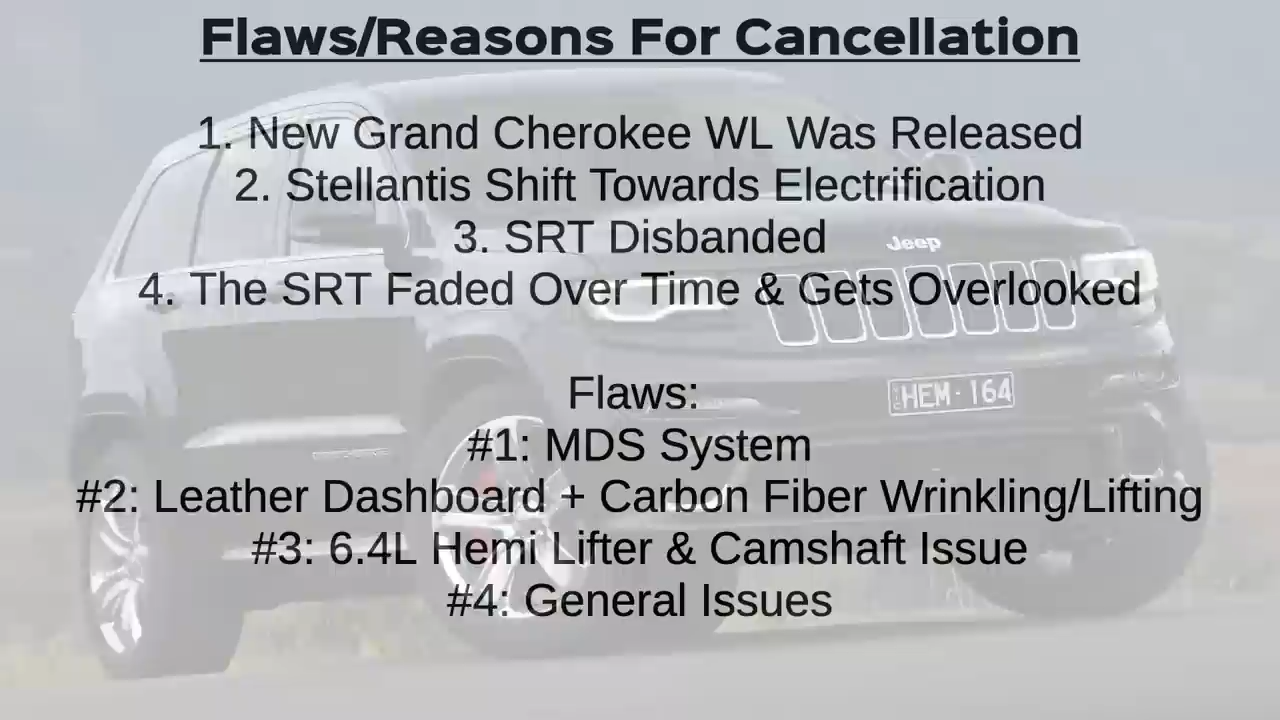 Flaws/Reasons For Cancellation
1. New Grand Cherokee WL Was Released
2. Stellantis Shift Towards Electrification
3. SRT Disbanded
Jeep
4. The SRT Faded Over Time & Gets Overlooked
Flaws:
HEM·164
#1: MDS System
#2: Leather Dashboard + Carbon Fiber Wrinkling/Lifting
#3: 6.4L Hemi Lifter & Camshaft Issue
#4: General Issues